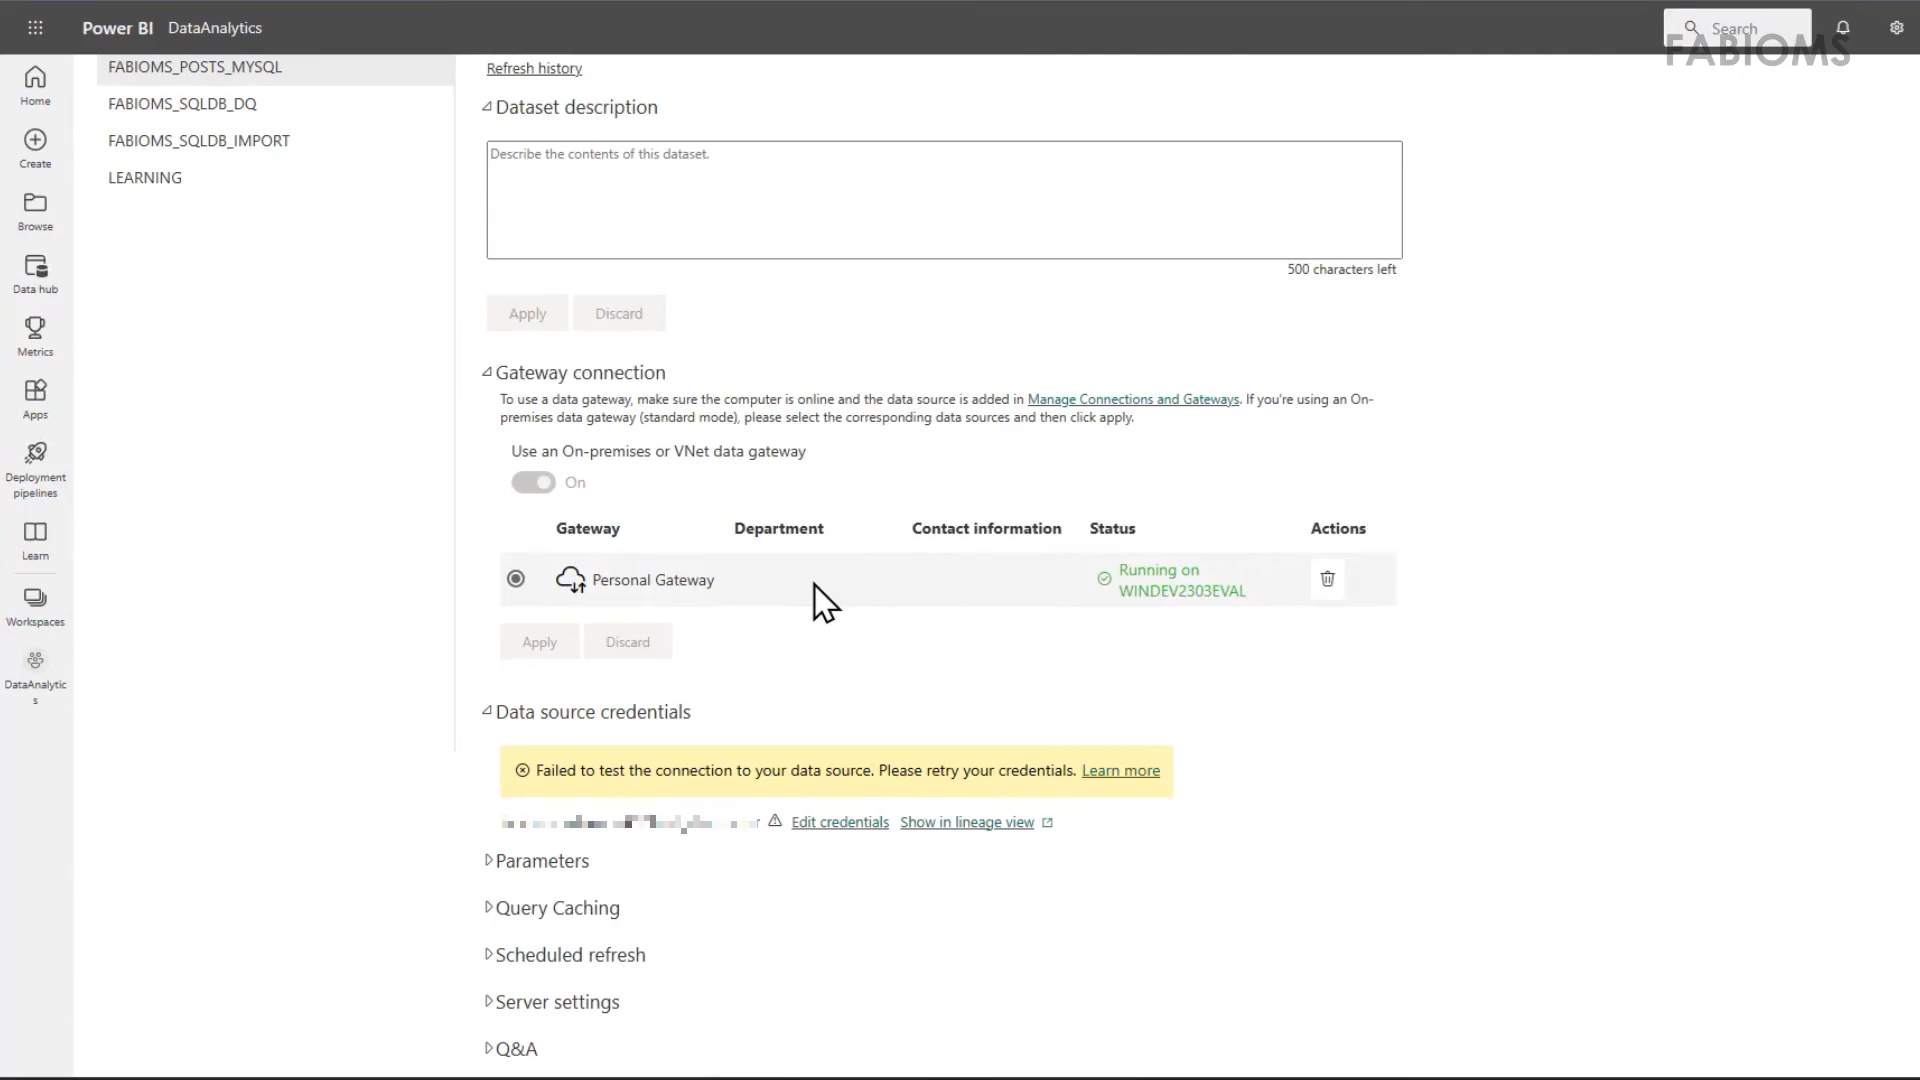 Power BI DataAnalytics
Search
FABIOMS
Home
Create
Browse
Data hub
Metrics
Apps
Deployment
pipelines
Learn
Workspaces
DataAnalytic
s
FABIOMS_POSTS_MYSQL
FABIOMS_SQLDB_DQ
FABIOMS_SQLDB_IMPORT
LEARNING
Refresh history
Dataset description
Describe the contents of this dataset.
500 characters left
Apply Discard
Gateway connection
To use a data gateway, make sure the computer is online and the data source is added in Manage Connections and Gateways. If you're using an On-
premises data gateway (standard mode), please select the corresponding data sources and then click apply.
Use an On-premises or VNet data gateway
On
Gateway Department Contact information Status Actions
Personal Gateway Running on
WINDEV2303EVAL
Apply Discard
Data source credentials
Failed to test the connection to your data source. Please retry your credentials. Learn more
Edit credentials Show in lineage view
Parameters
Query Caching
Scheduled refresh
Server settings
Q&A